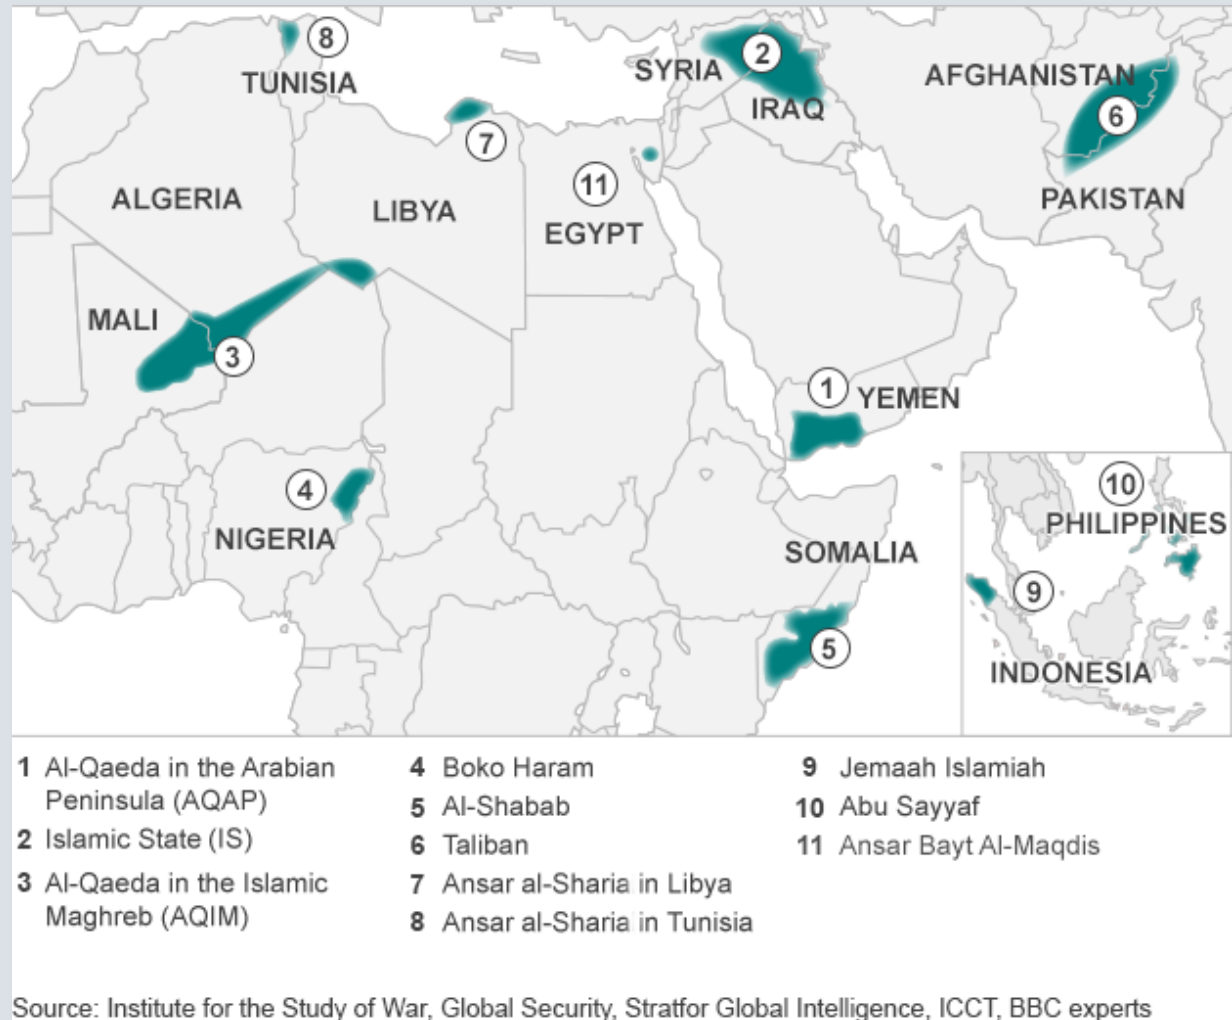 8
TUNISIA
2
SYRIA
IRAQ
AFGHANISTAN
6
PAKISTAN
7
11
ALGERIA
LIBYA
EGYPT
MALI
3
1
YEMEN
4
NIGERIA
SOMALIA
5
10
PHILIPPINES
9
INDONESIA
1 Al-Qaeda in the Arabian
Peninsula (AQAP)
2 Islamic State (IS)
3 Al-Qaeda in the Islamic
Maghreb (AQIM)
4 Boko Haram
5 Al-Shabab
6 Taliban
7 Ansar al-Sharia in Libya
8 Ansar al-Sharia in Tunisia
9 Jemaah Islamiah
10 Abu Sayyaf
11 Ansar Bayt Al-Maqdis
Source: Institute for the Study of War, Global Security, Stratfor Global Intelligence, ICCT, BBC experts